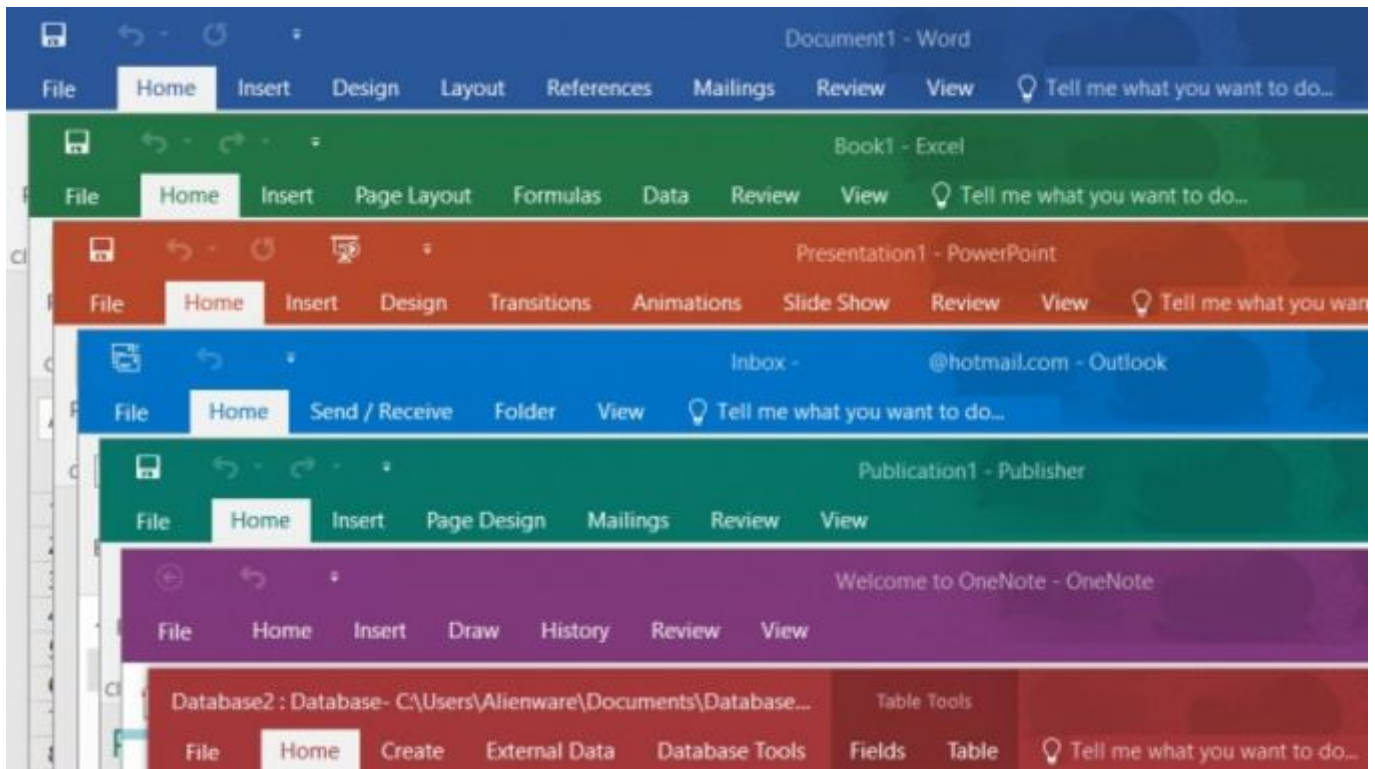 Document1 - Word
File Home Insert Design Layout References Mailings Review View Tell me what you want to do...
Book1 - Excel
File Home Insert Page Layout Formulas Data Review View Tell me what you want to do...
Presentation1 - PowerPoint
File Home Insert Design Transitions Animations Slide Show Review View Tell me what you wan
Inbox - @hotmail.com - Outlook
File Home Send / Receive Folder View Tell me what you want to do...
Publication1 - Publisher
File Home Insert Page Design Mailings Review View
Welcome to OneNote - OneNote
File Home Insert Draw History Review View
Database2 : Database- C:\Users\Alienware\Documents\Database... Table Tools
File Home Create External Data Database Tools Fields Table Tell me what you want to do...